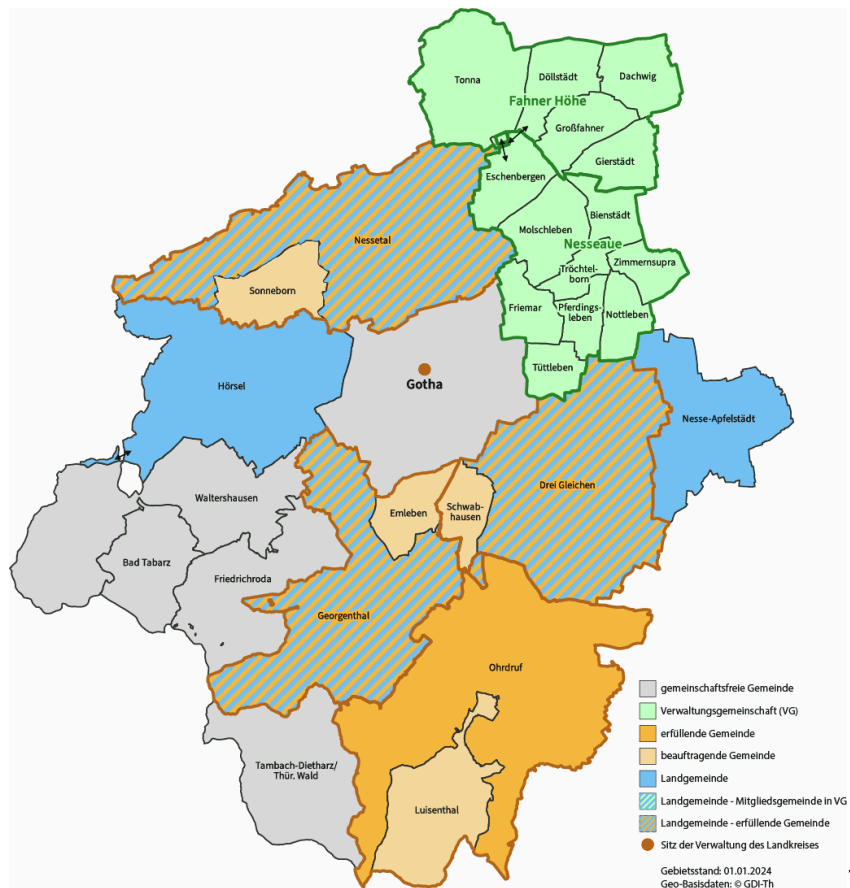 Tonna
Döllstädt
Dachwig
Fahner Höhe
Großfahner
Gierstädt
Eschenbergen
Bienstädt
Molschleben
Nessetal
Nesseaue
Zimmernsupra
Tröchtel-
born
Sonneborn
Friemar
Pferdings-
leben
Nottleben
Tüttleben
Hörsel
Gotha
Nesse-Apfelstädt
Waltershausen
Drei Gleichen
Emleben
Schwab-
hausen
Bad Tabarz
Friedrichroda
Georgenthal
Ohrdruf
Tambach-Dietharz/
Thür. Wald
Luisenthal
gemeinschaftsfreie Gemeinde
Verwaltungsgemeinschaft (VG)
erfüllende Gemeinde
beauftragende Gemeinde
Landgemeinde
Landgemeinde - Mitgliedsgemeinde in VG
Landgemeinde - erfüllende Gemeinde
Sitz der Verwaltung des Landkreises
Gebietsstand: 01.01.2024
Geo-Basisdaten: © GDI-Th